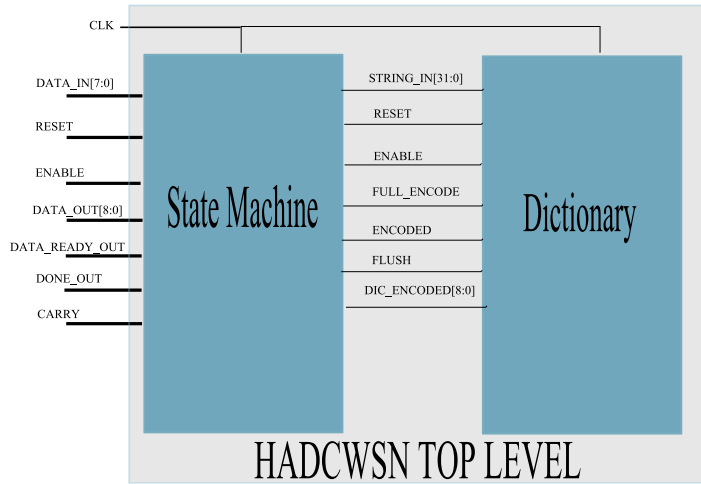 CLK
DATA_IN[7:0]
RESET
ENABLE
DATA_OUT[8:0]
DATA_READY_OUT
DONE_OUT
CARRY
State Machine
STRING_IN[31:0]
RESET
ENABLE
FULL_ENCODE
ENCODED
FLUSH
DIC_ENCODED[8:0]
Dictionary
HADCWSN TOP LEVEL